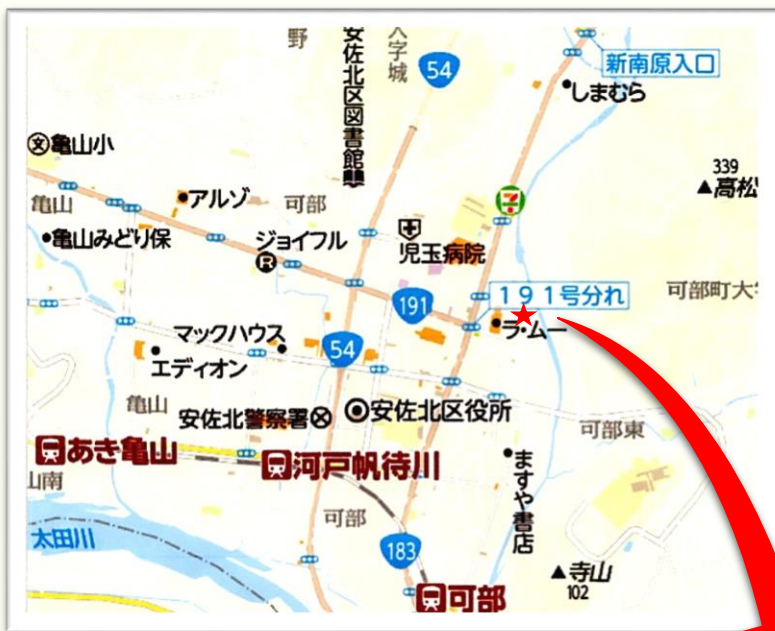 野
八字城
安佐北区図書館
54
新南原入口
しまむら
亀山小
339
高松
亀山
アルゾ
可部
7
亀山みどり保
ジョイフル
R
児玉病院
191
191号分れ
可部町大
ラ・ムー
マックハウス
54
エディオン
亀山
安佐北警察署
安佐北区役所
可部東
あき亀山
河戸帆待川
ますや書店
山南
可部
太田川
183
寺山
102
可部